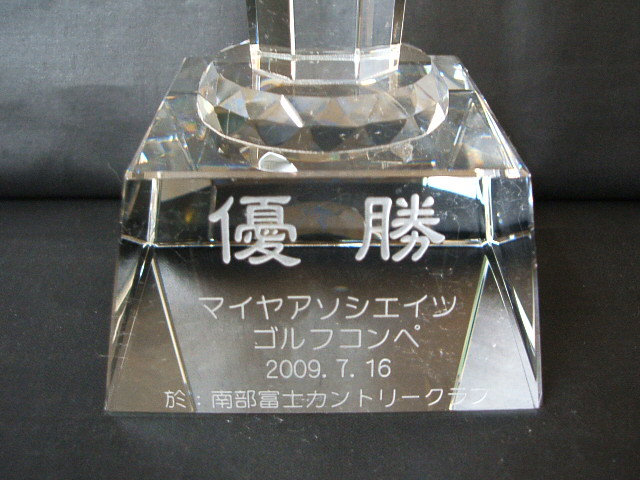 優勝
マイヤアソシエイツ
ゴルフコンペ
2009.7.16
於：南部富士カントリークラブ